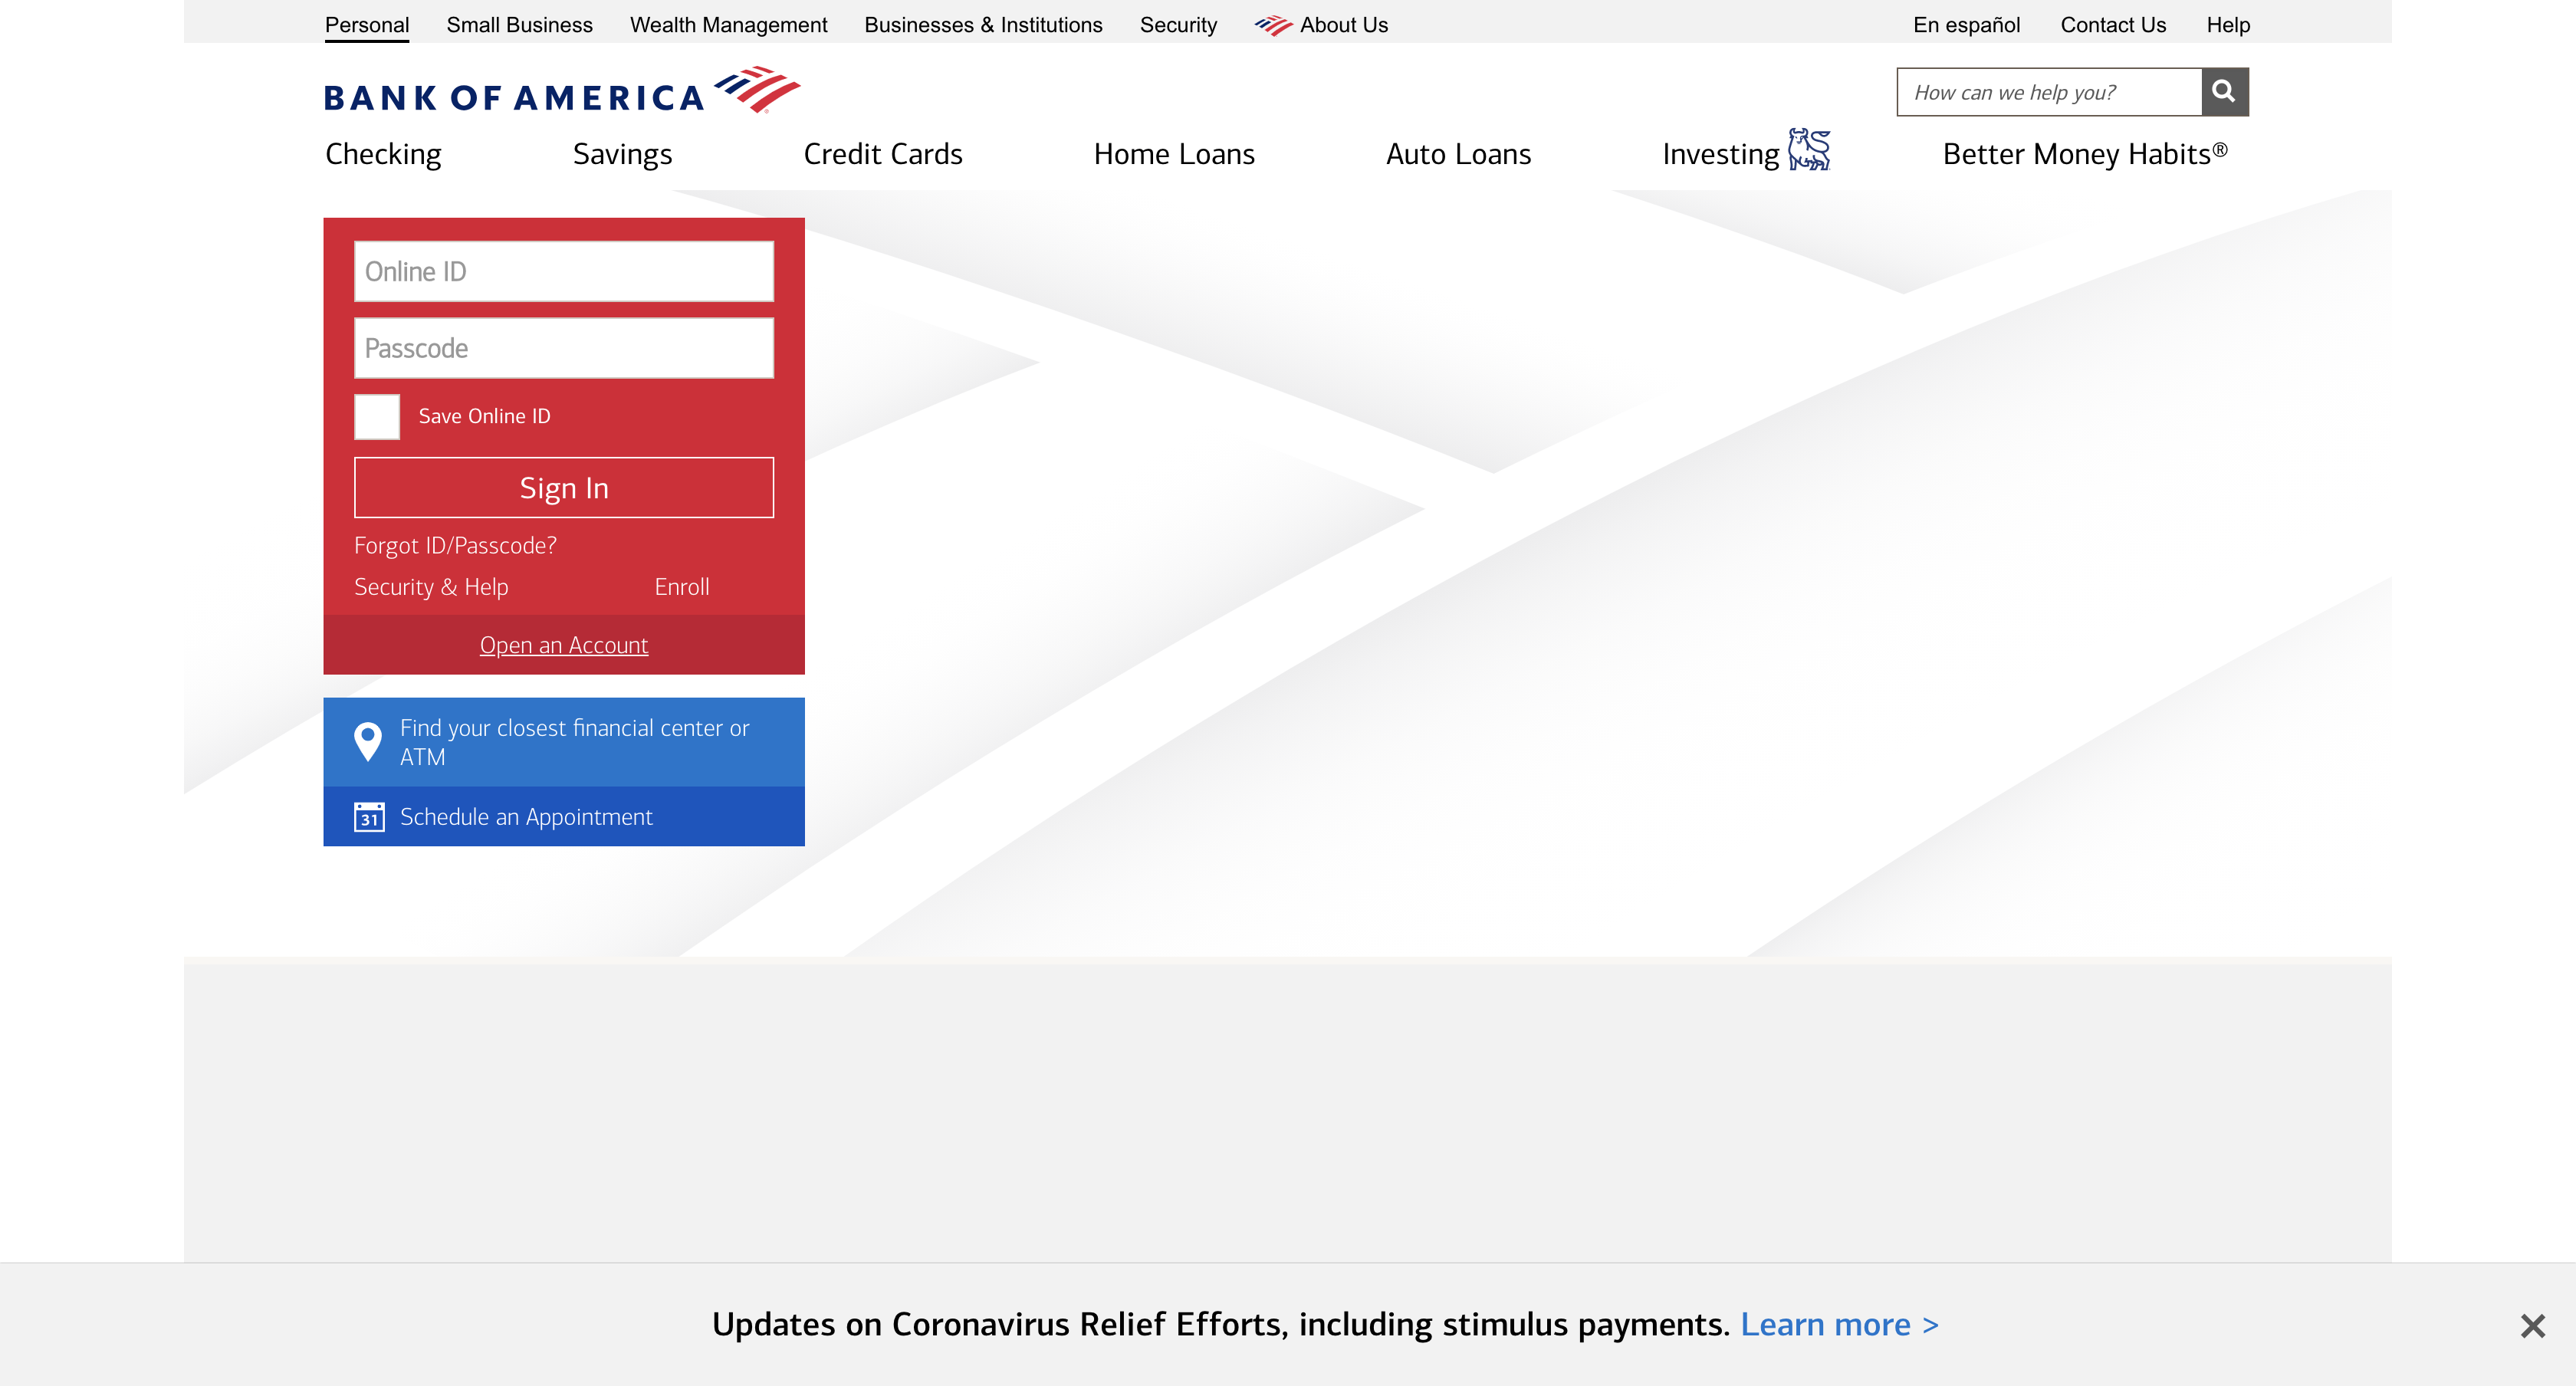 Personal Small Business Wealth Management Businesses & Institutions Security About Us En español Contact Us Help
BANK OF AMERICA
How can we help you?
Checking Savings Credit Cards Home Loans Auto Loans Investing Better Money Habits®
Online ID
Passcode
Save Online ID
Sign In
Forgot ID/Passcode?
Security & Help Enroll
Open an Account
Find your closest financial center or
ATM
31 Schedule an Appointment
Updates on Coronavirus Relief Efforts, including stimulus payments. Learn more >